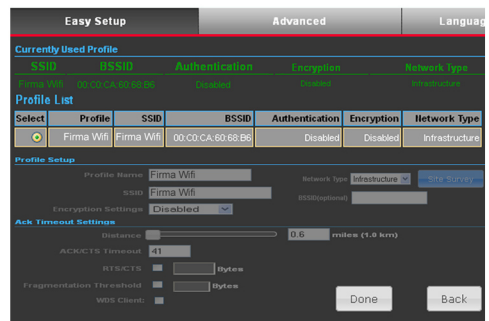 Easy Setup Advanced Languag
Currently Used Profile
SSID BSSID Authentication Encryption Network Type
Firma Wifi 00:C0:CA:60:68:B6 Disabled Disabled Infrastructure
Profile List
Select Profile SSID BSSID Authentication Encryption Network Type
Firma Wifi Firma Wifi 00:C0:CA:60:68:B6 Disabled Disabled Infrastructure
Profile Setup
Profile Name Firma Wifi Network Type Infrastructure Site Survey
SSID Firma Wifi BSSID(optional)
Encryption Settings Disabled
Ack Timeout Settings
Distance 0.6 miles (1.0 km)
ACK/CTS Timeout 41
RTS/CTS Bytes
Fragmentation Threshold Bytes
WDS Client:
Done Back